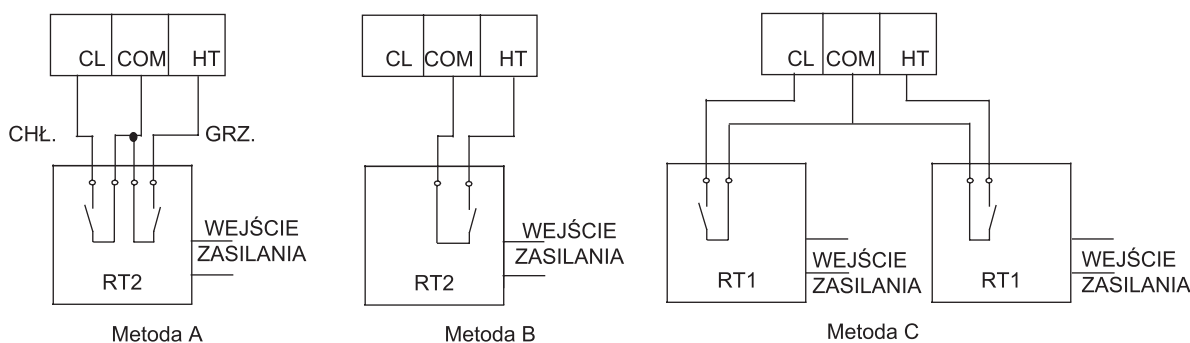 CL COM HT
CHŁ. GRZ.
WEJŚCIE
ZASILANIA
RT2
Metoda A
CL COM HT
WEJŚCIE
ZASILANIA
RT2
Metoda B
CL COM HT
WEJŚCIE
ZASILANIA
RT1
WEJŚCIE
ZASILANIA
RT1
Metoda C